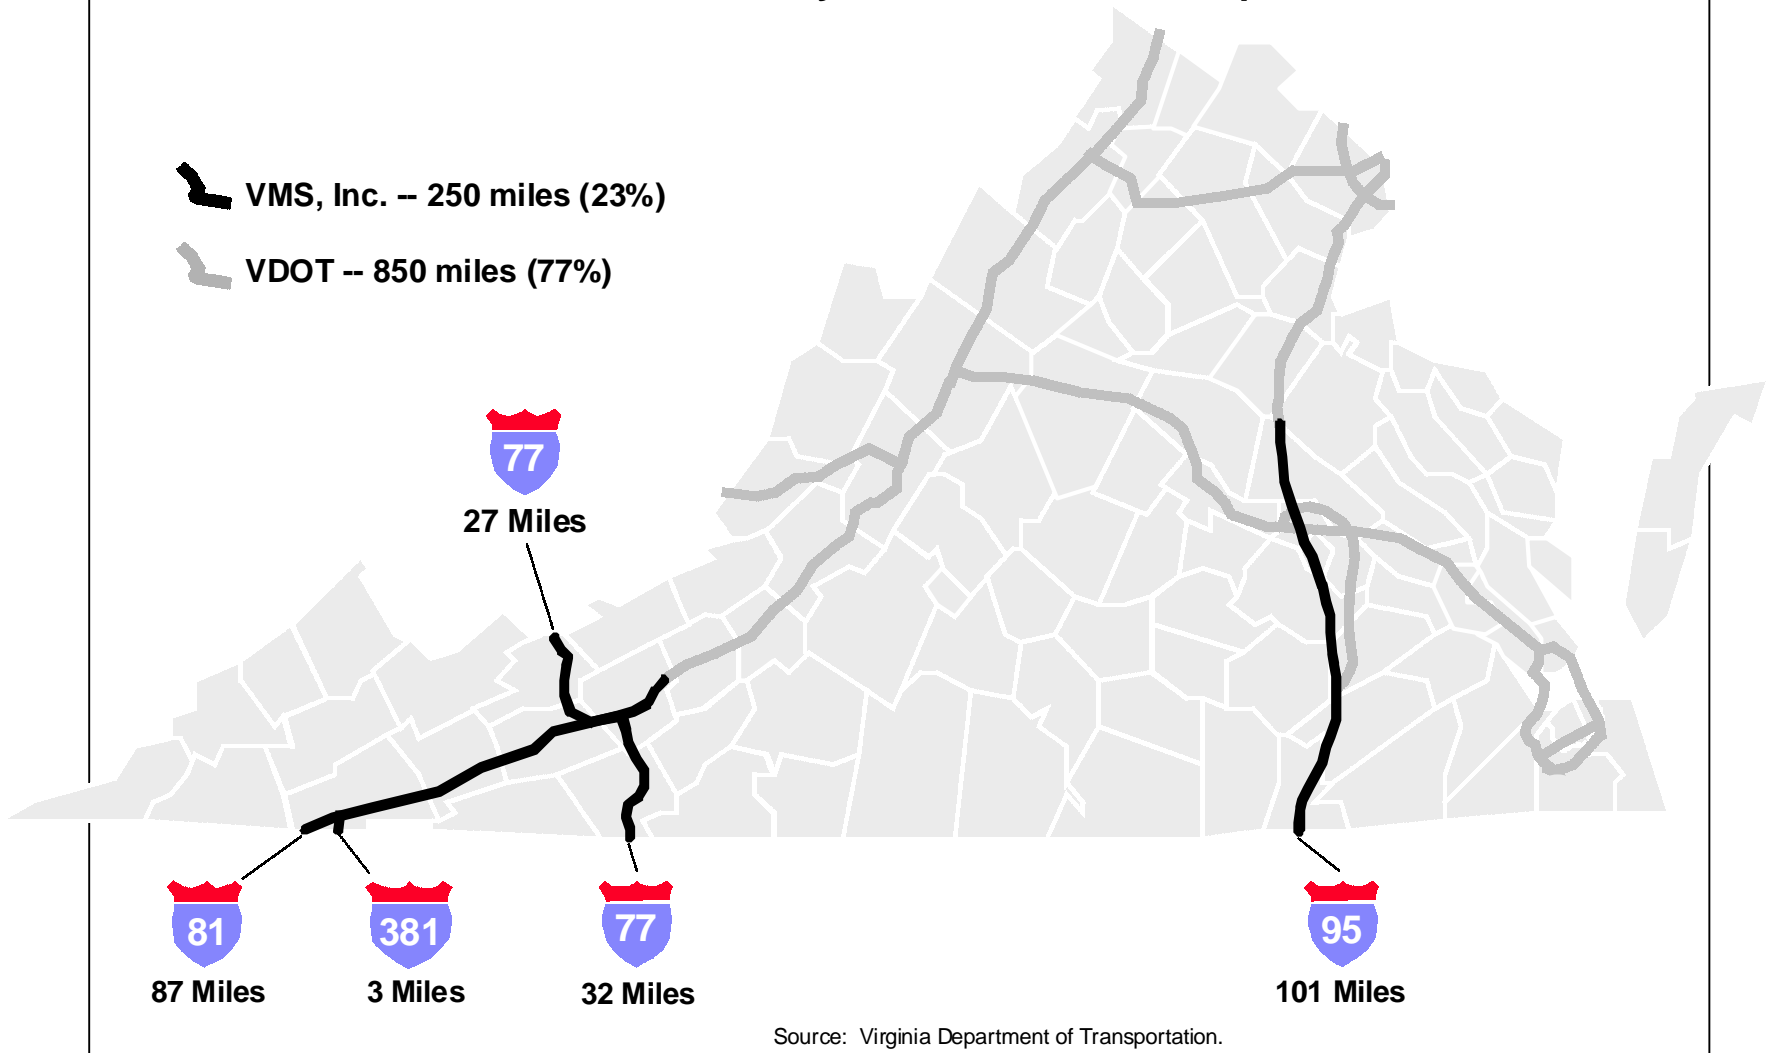 VMS, Inc. -- 250 miles (23%)
VDOT -- 850 miles (77%)
77
27 Miles
81
87 Miles
381
3 Miles
77
32 Miles
95
101 Miles
Source: Virginia Department of Transportation.